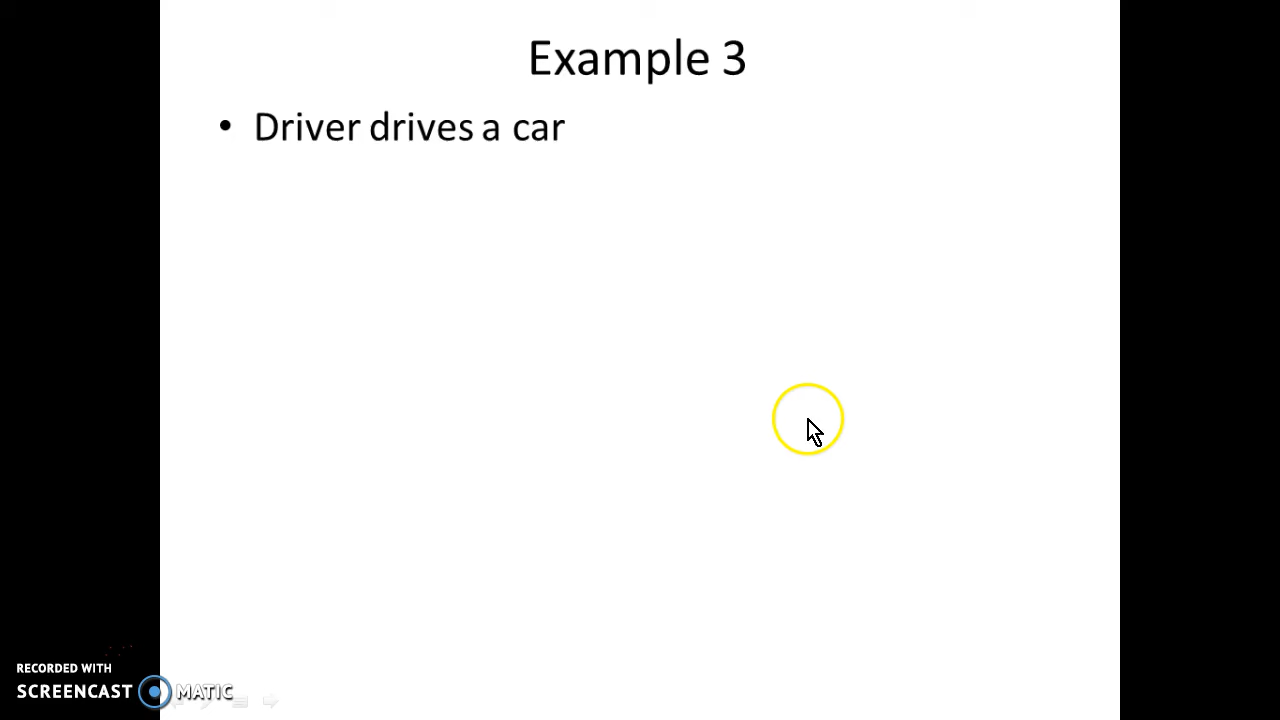 Example 3
• Driver drives a car
RECORDED WITH
SCREENCAST MATIC